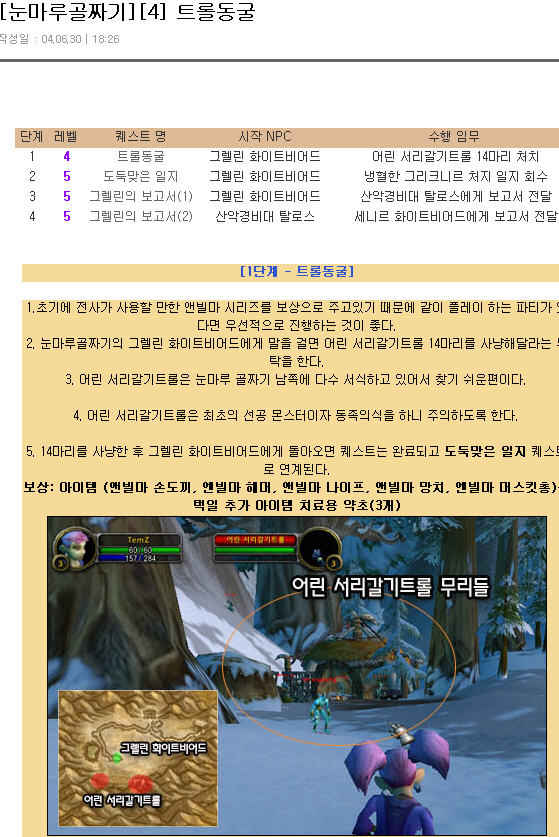 [눈마루골짜기][4] 트롤동굴
작성일 : 04.06.30 | 18:26
단계 레벨 퀘스트 명 시작 NPC 수행 임무
1 4 트롤동굴 그렐린 화이트비어드 어린 서리갈기트롤 14마리 처치
2 5 도둑맞은 일지 그렐린 화이트비어드 냉혈한 그리크니르 처지 일지 회수
3 5 그렐린의 보고서(1) 그렐린 화이트비어드 산악경비대 탈로스에게 보고서 전달
4 5 그렐린의 보고서(2) 산악경비대 탈로스 세니르 화이트비어드에게 보고서 전달
[1단계 - 트롤동굴]
1.초기에 전사가 사용할 만한 앤빌마 시리즈를 보상으로 주고있기 때문에 같이 플레이 하는 파티가
다면 우선적으로 진행하는 것이 좋다.
2. 눈마루골짜기의 그렐린 화이트비어드에게 말을 걸면 어린 서리갈기트롤 14마리를 사냥해달라는
탁을 한다.
3. 어린 서리갈기트롤은 눈마루 골짜기 남쪽에 다수 서식하고 있어서 찾기 쉬운편이다.
4. 어린 서리갈기트롤은 최초의 선공 몬스터이자 동족의식을 하니 주의하도록 한다.
5. 14마리를 사냥한 후 그렐린 화이트비어드에게 돌아오면 퀘스트는 완료되고 도둑맞은 일지 퀘스트
로 연계된다.
보상: 아이템 (앤빌마 손도끼, 앤빌마 해머, 앤빌마 나이프, 앤빌마 망치, 앤빌마 머스킷총)
먹일 추가 아이템 치료용 약초(3개)
TemZ
60 / 60
157 / 284
3
어린 서리갈기트롤
3
어린 서리갈기트롤 무리들
그렐린 화이트비어드
어린 서리갈기트롤